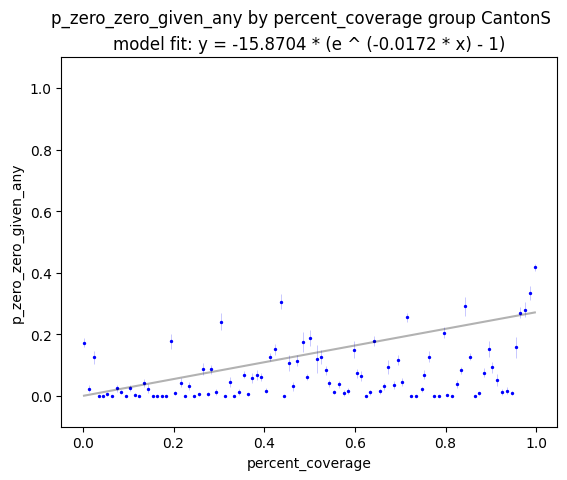 p_zero_zero_given_any by percent_coverage group CantonS
model fit: y = -15.8704 * (e ^ (-0.0172 * x) - 1)
p_zero_zero_given_any
1.0
0.8
0.6
0.4
0.2
0.0
0.0 0.2 0.4 0.6 0.8 1.0
percent_coverage